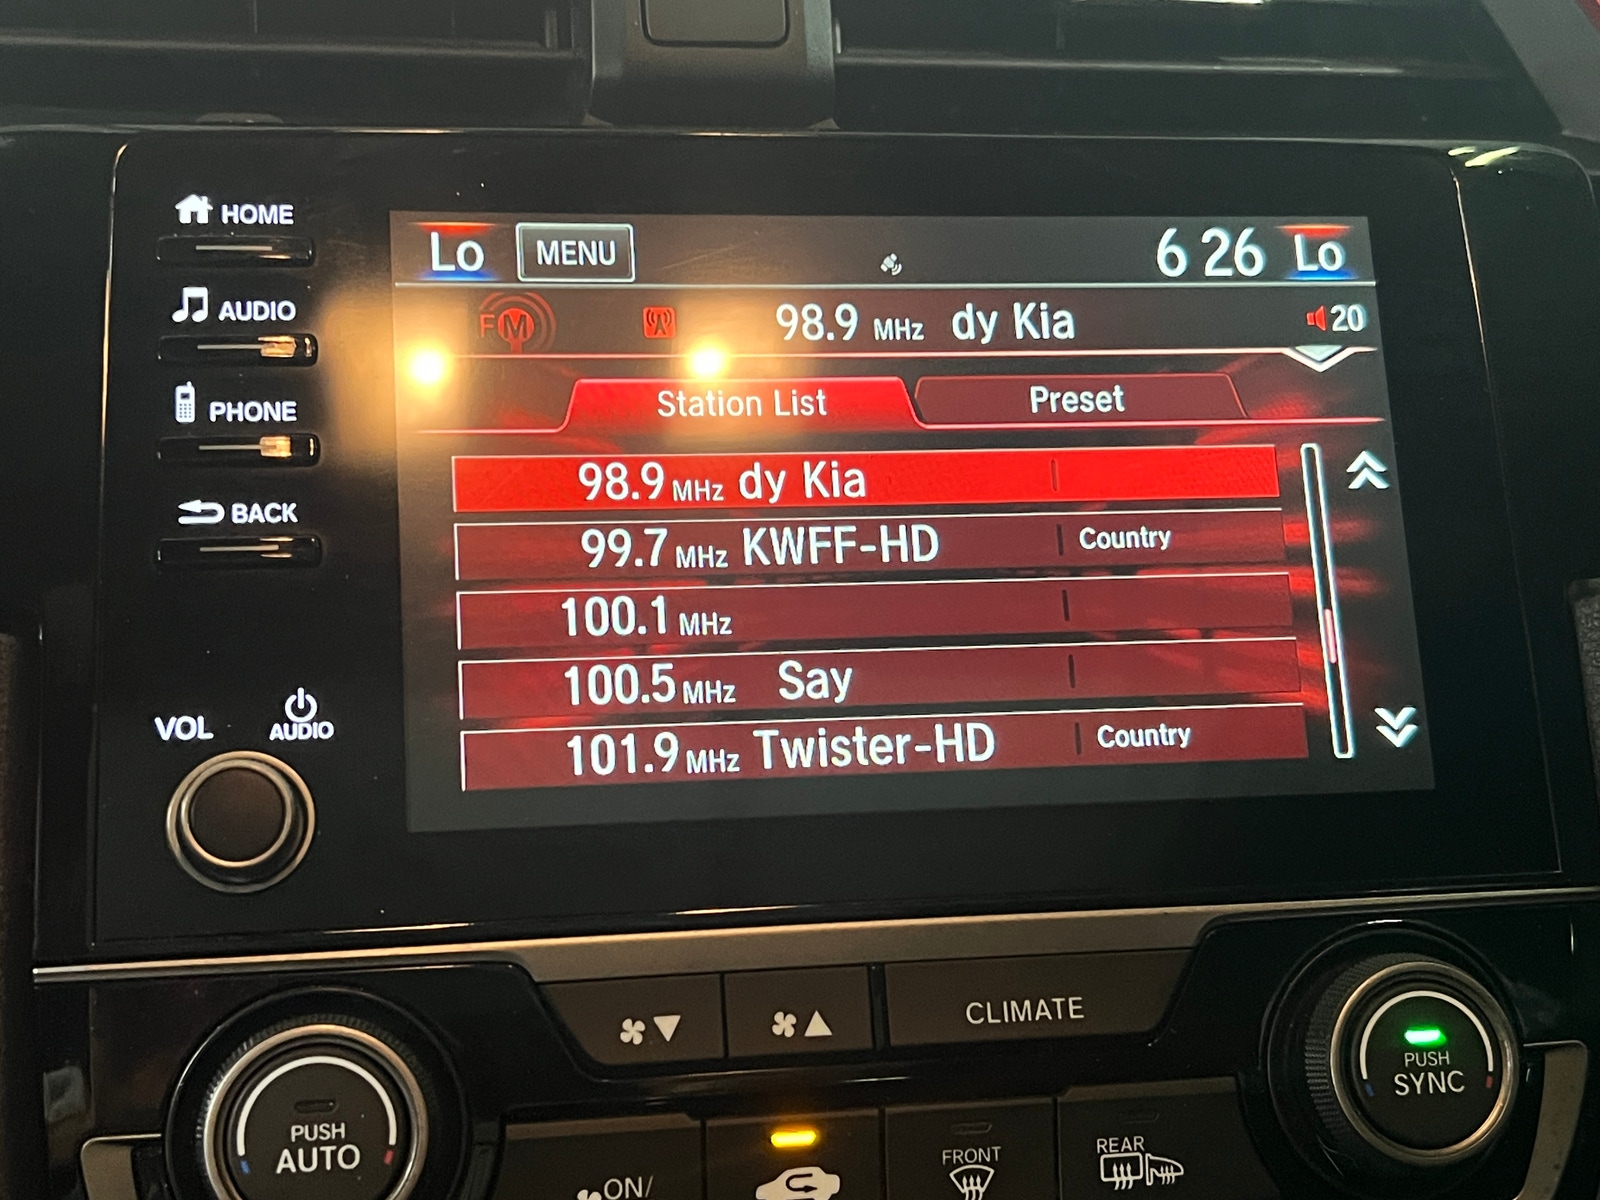 HOME
AUDIO
PHONE
BACK
VOL
AUDIO
Lo MENU 6 26 Lo
FM 98.9 MHz dy Kia 20
Station List Preset
98.9 MHz dy Kia
99.7 MHz KWFF-HD Country
100.1 MHz
100.5 MHz Say
101.9 MHz Twister-HD Country
CLIMATE
PUSH
AUTO
PUSH
SYNC
ON/
FRONT
REAR